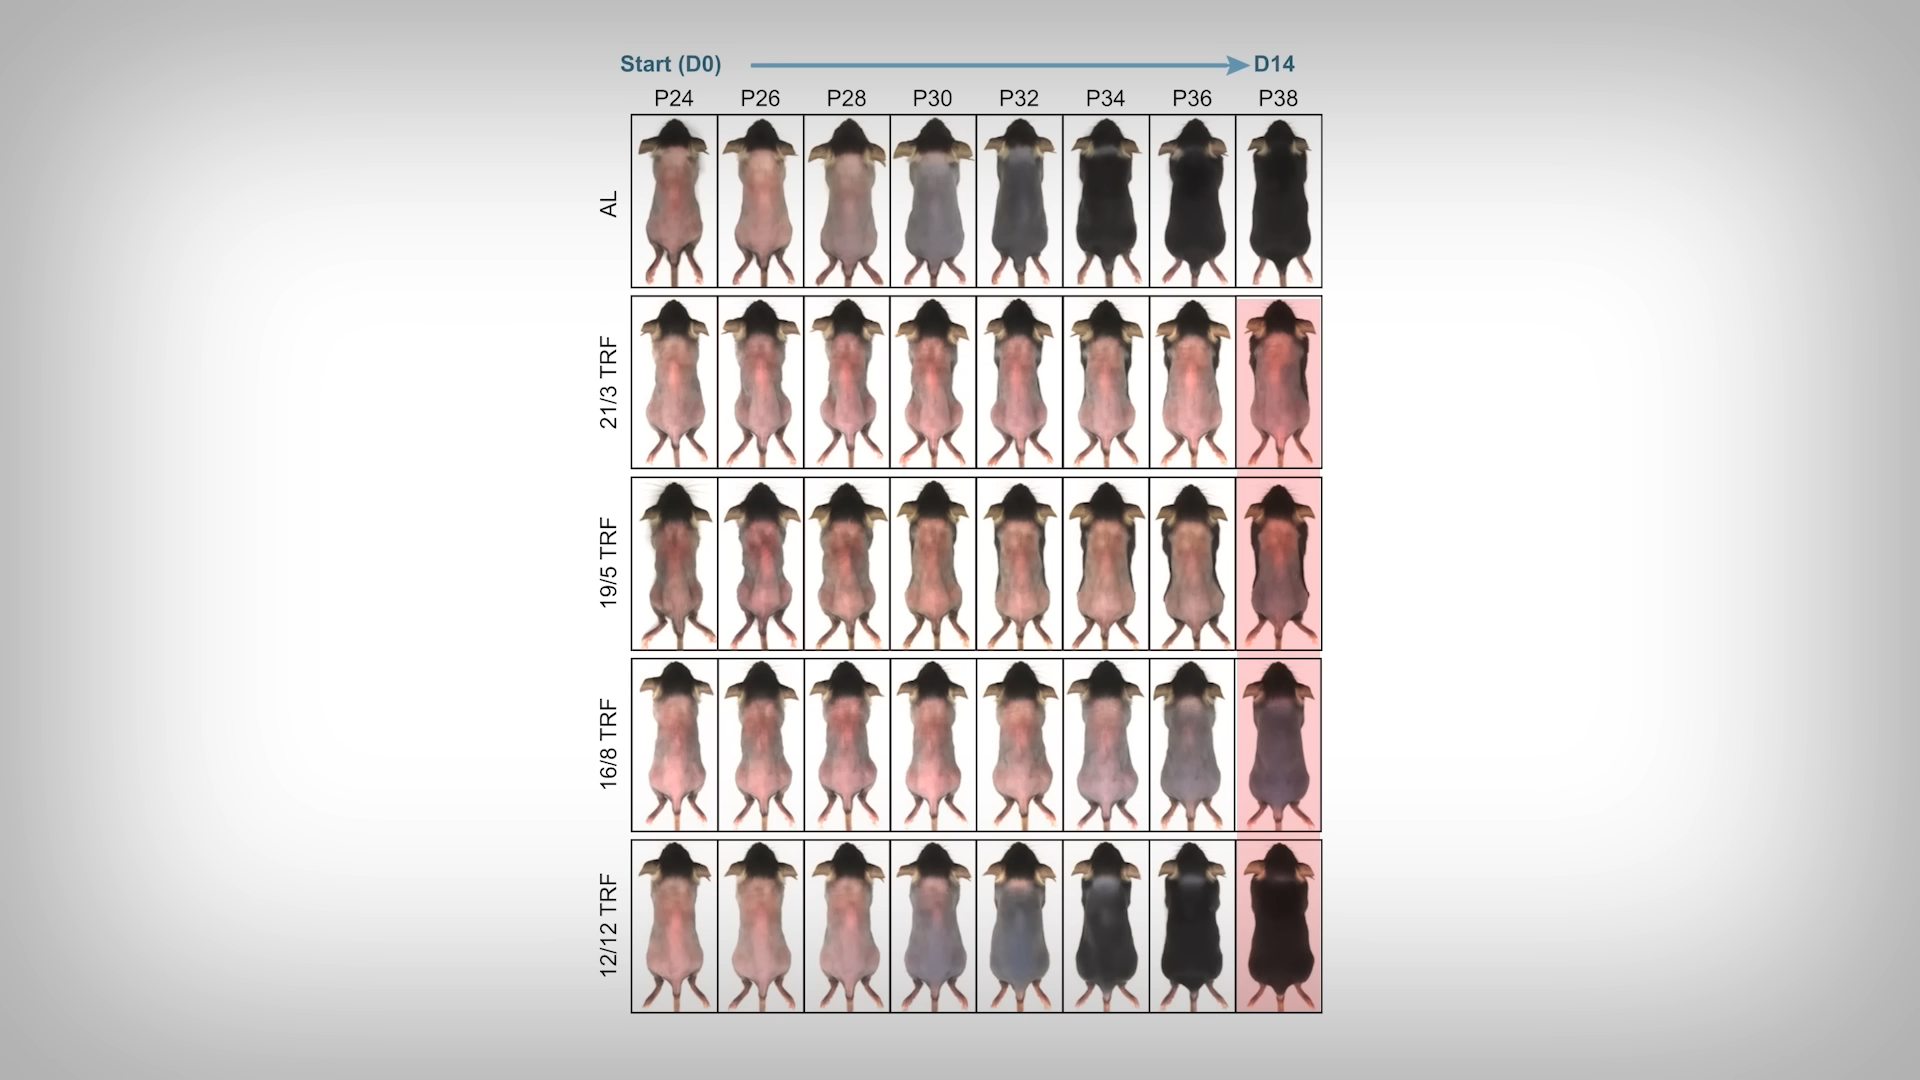 Start (D0) D14
P24 P26 P28 P30 P32 P34 P36 P38
AL
21/3 TRF
19/5 TRF
16/8 TRF
12/12 TRF